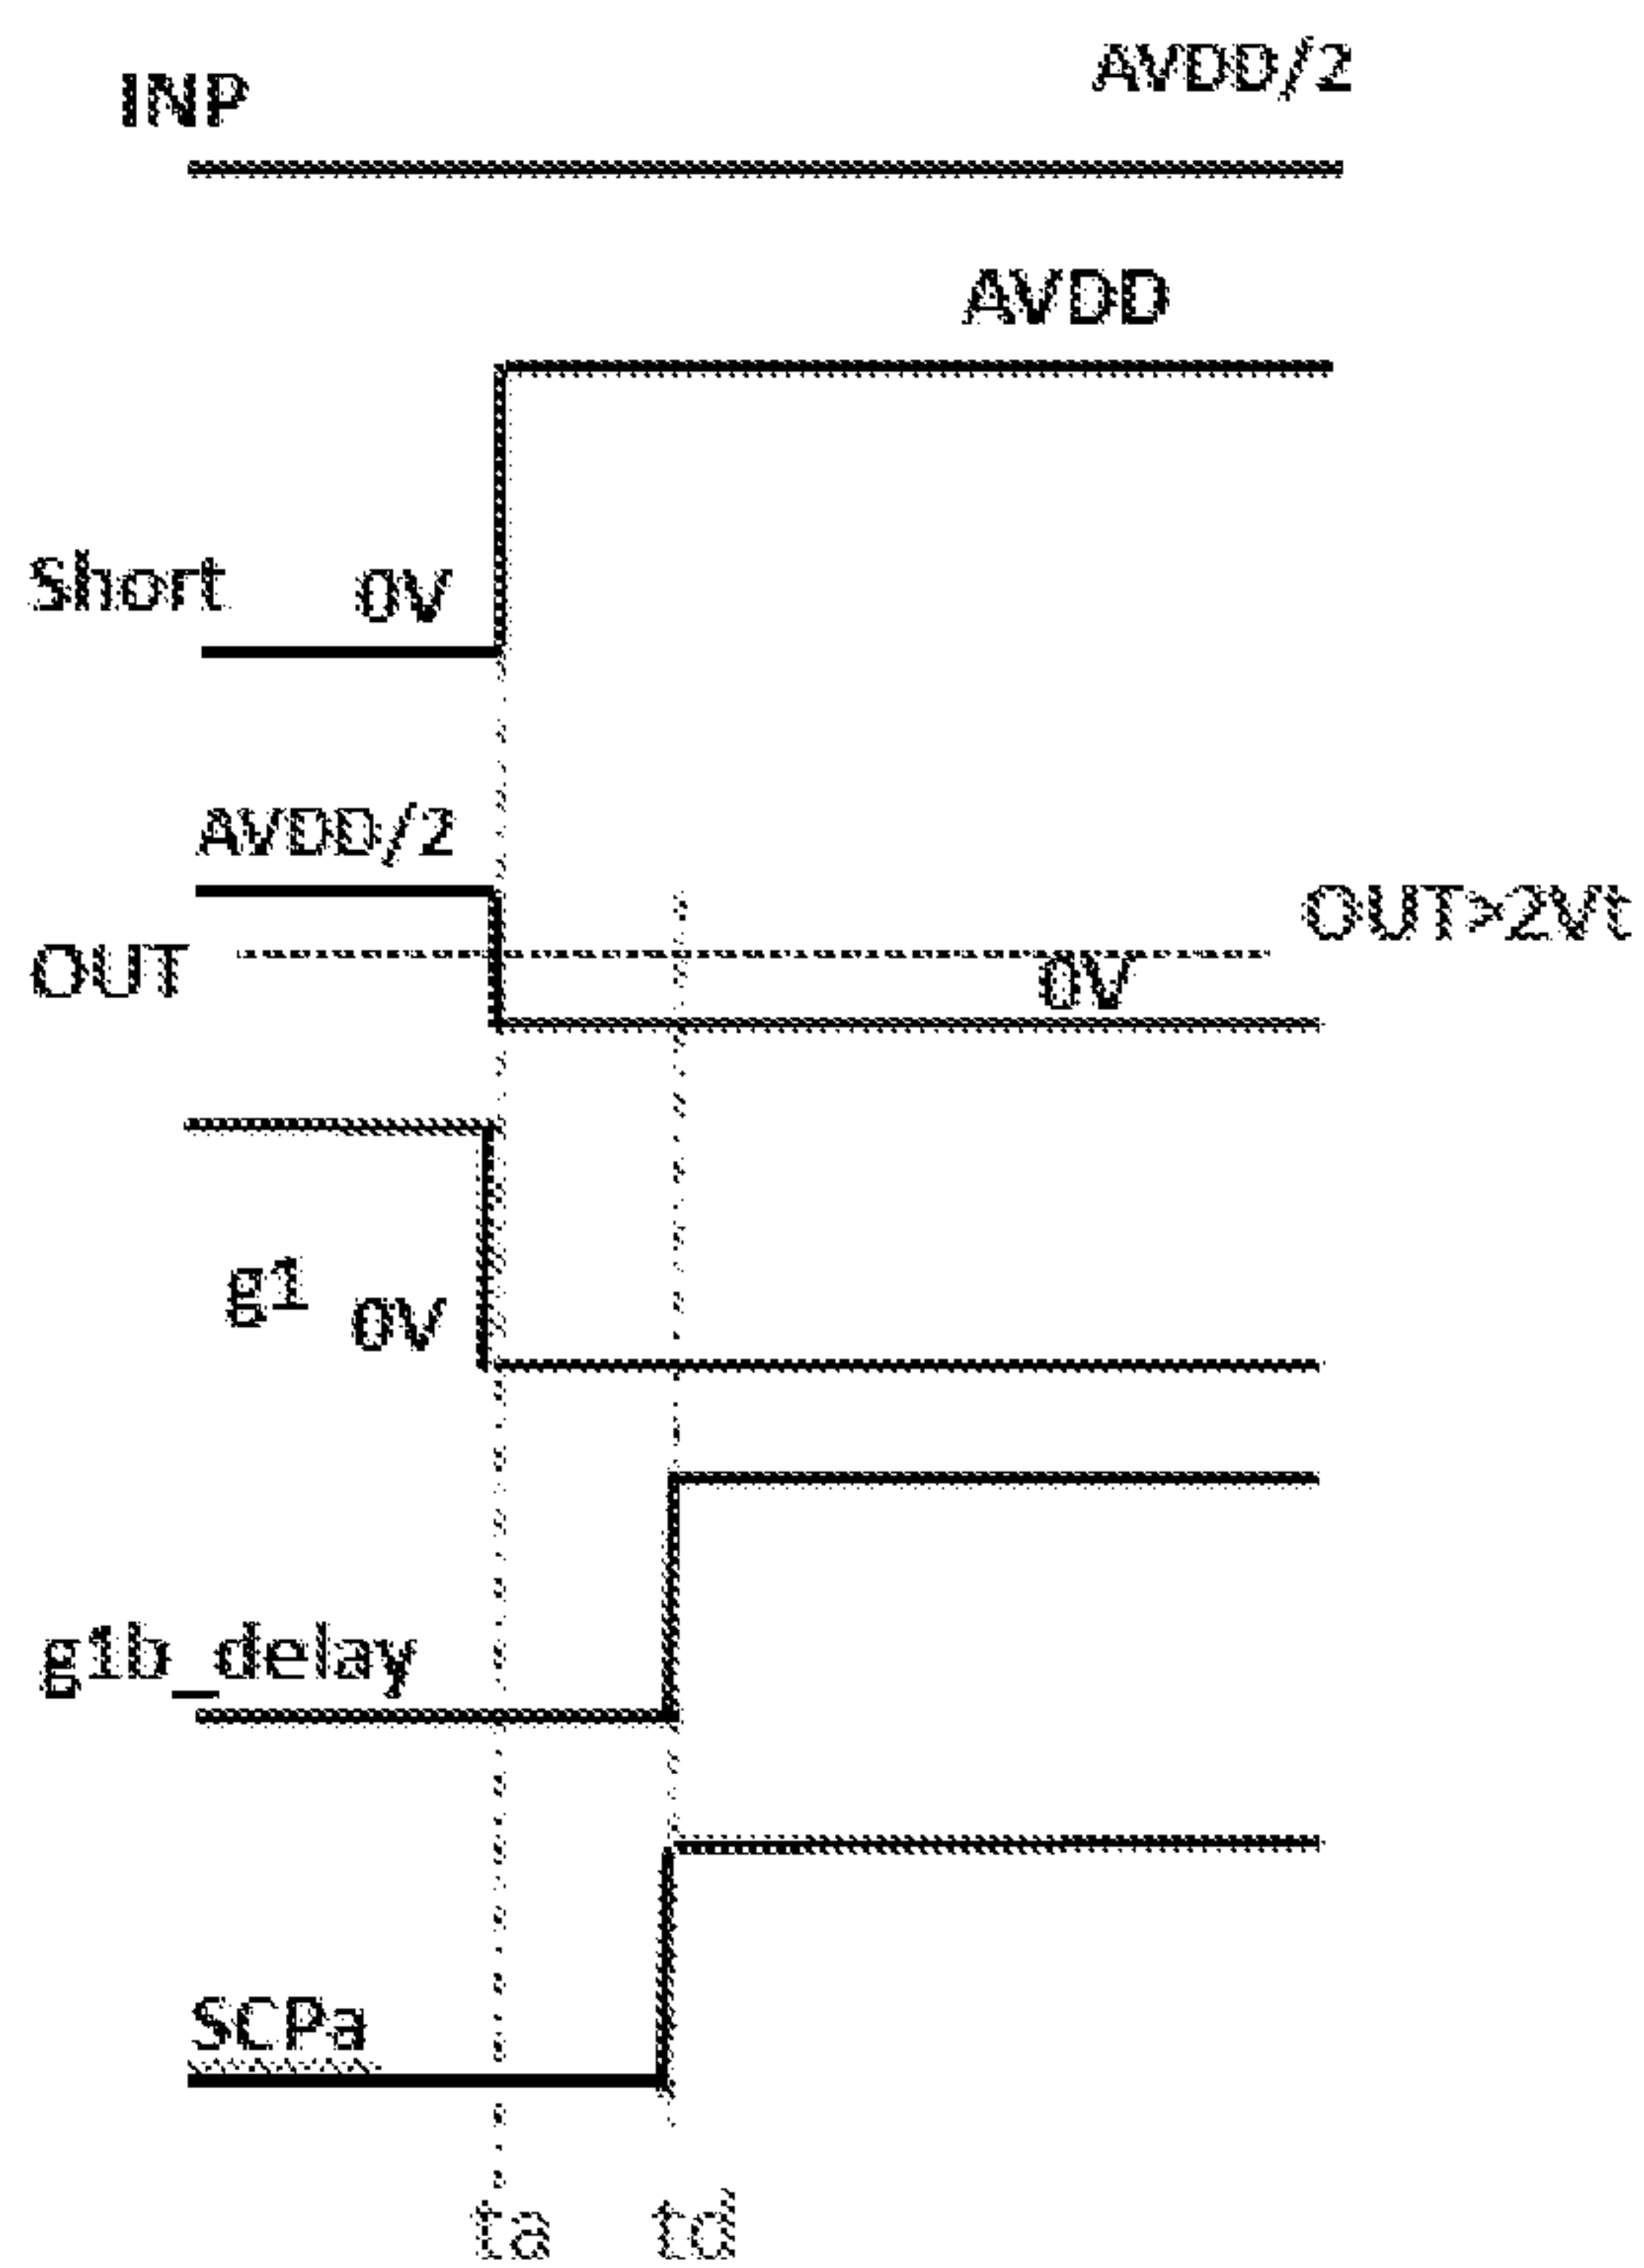 INP
AVDD/2
AVDD
Short
0V
AVDD/2
OUT
OUT>2Vt
0V
g1
0V
g1b_delay
SCPa
ta
td